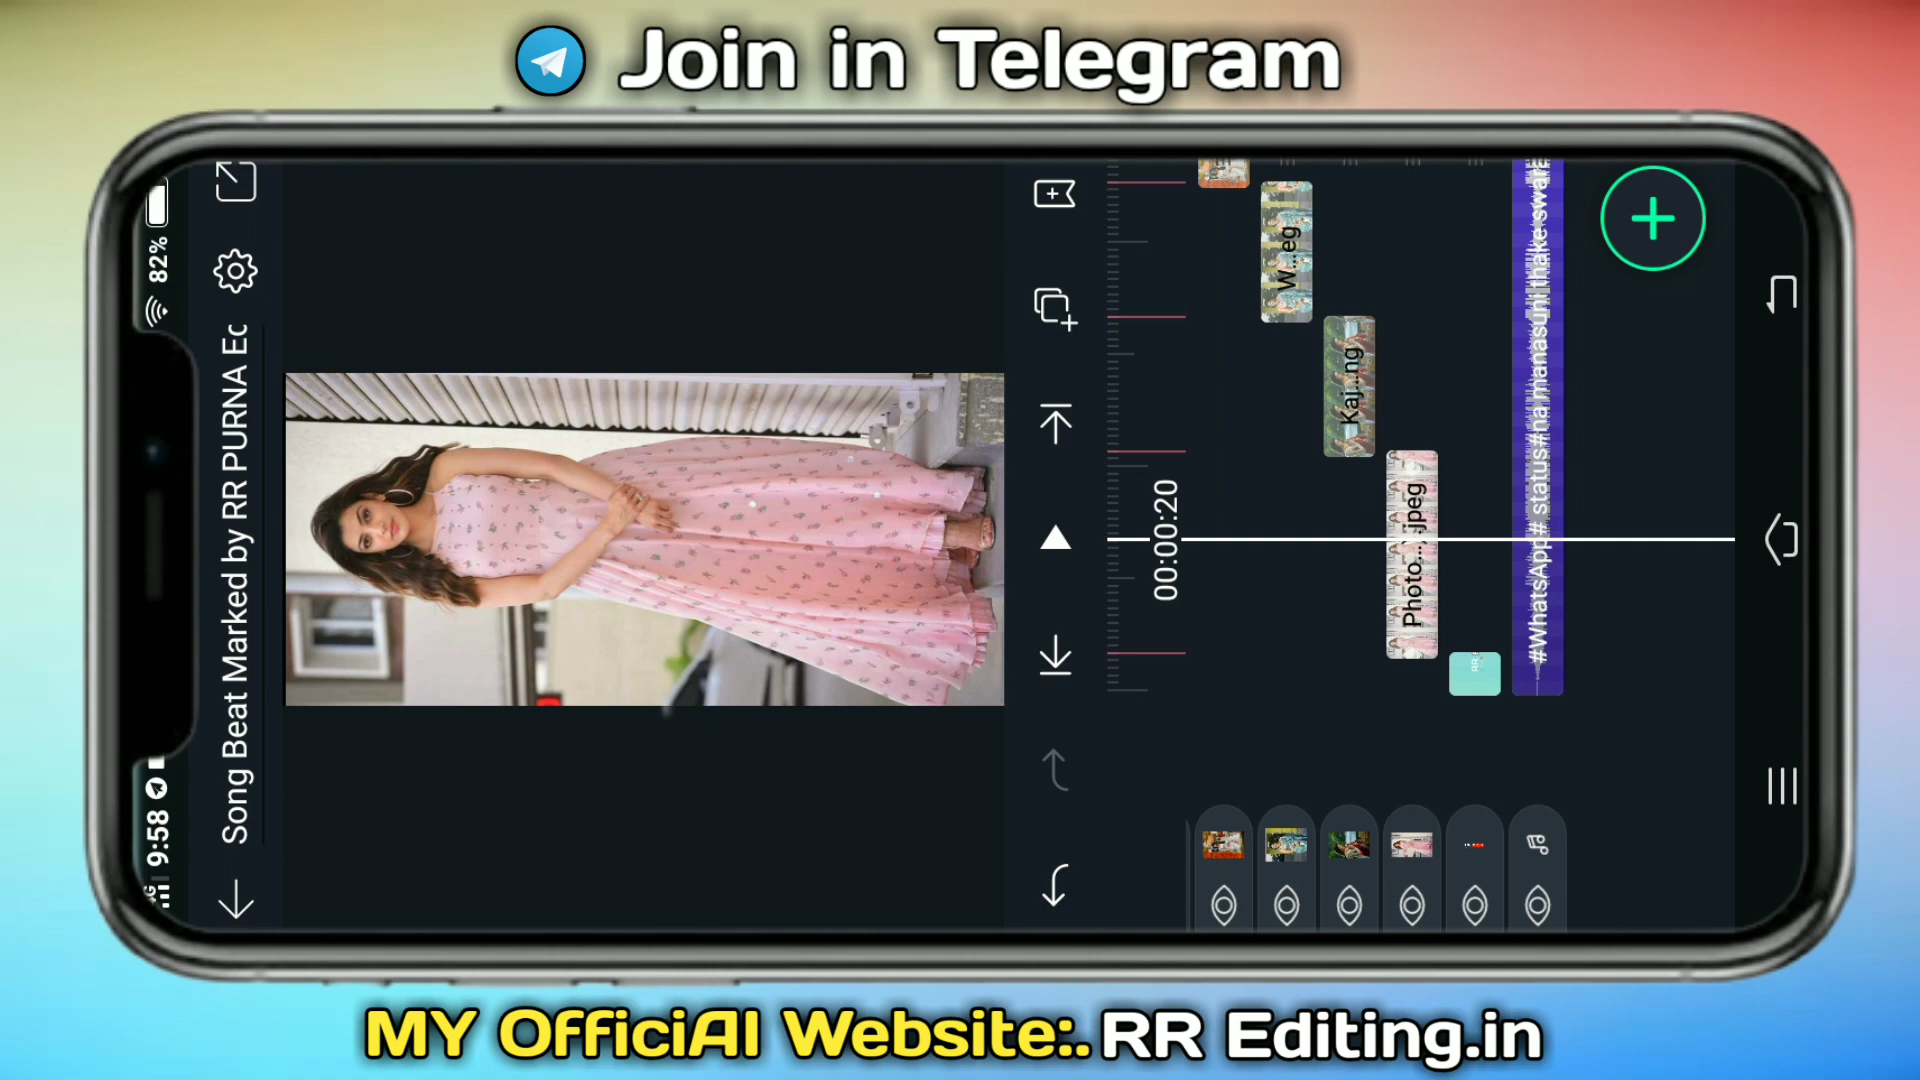 Join in Telegram
9:58
82%
Song Beat Marked by RR PURNA
00:00:20
W...eg
Kaj...ng
Photo...jpeg
RR
#WhatsApp# status#na manasuni thake swara
MY OfficiAl Website:. RR Editing.in